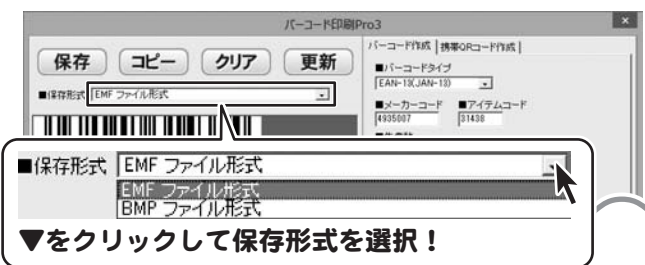 バーコード印刷Pro3
保存 コピー クリア 更新
■保存形式 EMF ファイル形式
バーコード作成 携帯QRコード作成
■バーコードタイプ
EAN-13(JAN-13)
■メーカーコード ■アイテムコード
4935007 31438
■保存形式 EMF ファイル形式
EMF ファイル形式
BMP ファイル形式
▼をクリックして保存形式を選択！